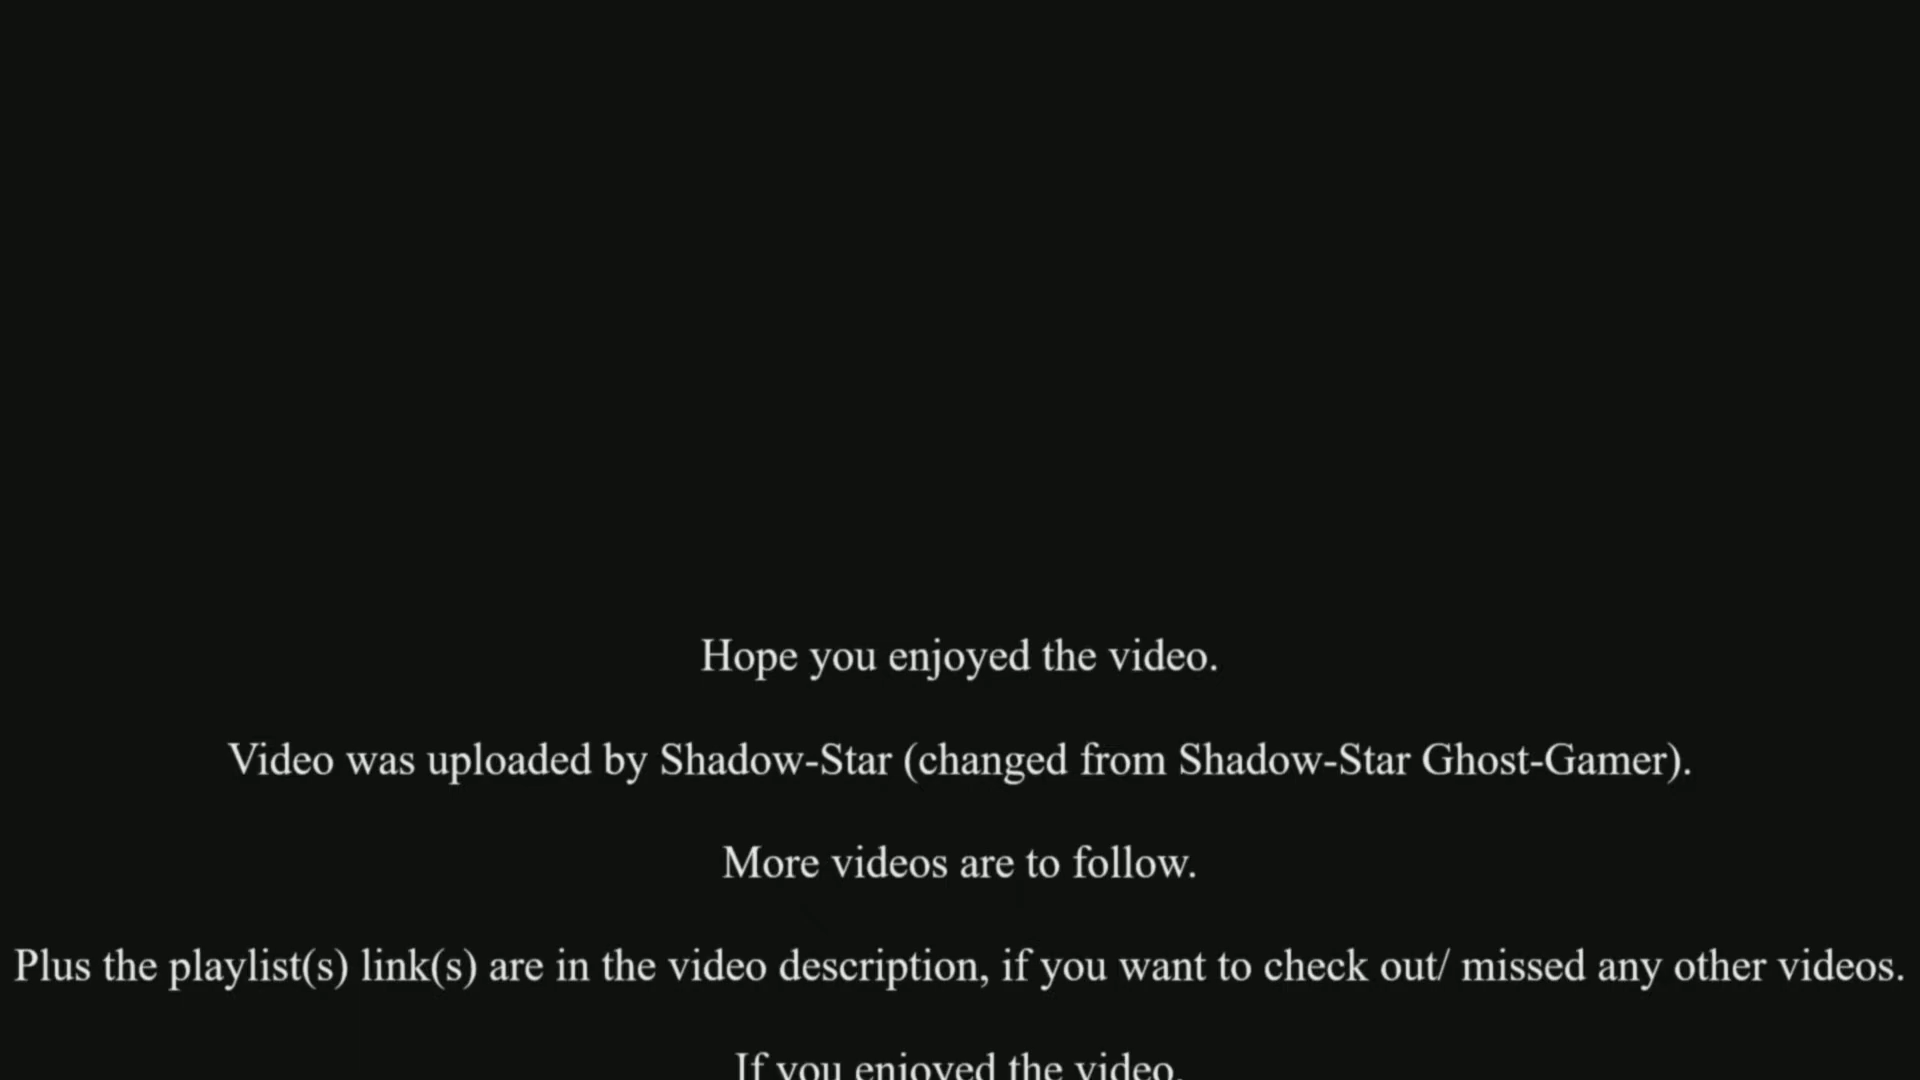 Hope you enjoyed the video.
Video was uploaded by Shadow-Star (changed from Shadow-Star Ghost-Gamer).
More videos are to follow.
Plus the playlist(s) link(s) are in the video description, if you want to check out/ missed any other videos.
If you enjoyed the video,